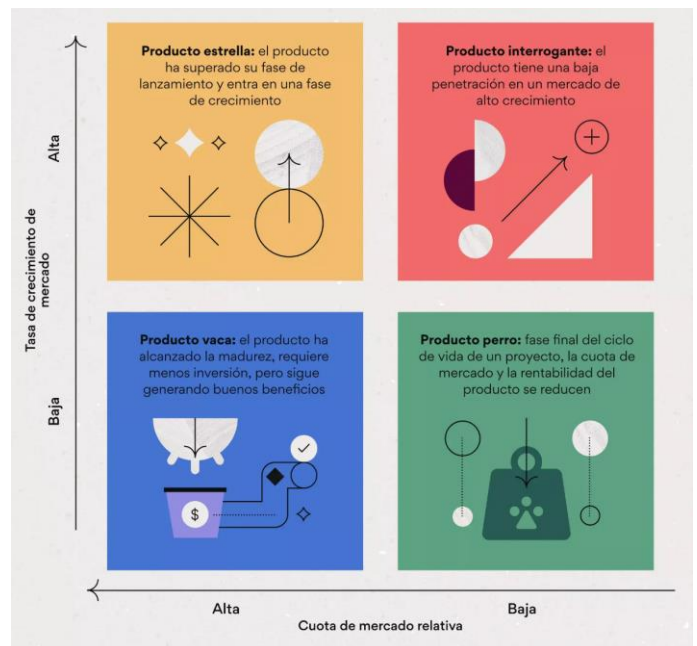 Producto estrella: el producto
ha superado su fase de
lanzamiento y entra en una fase
de crecimiento
Producto interrogante: el
producto tiene una baja
penetración en un mercado de
alto crecimiento
Alta
Tasa de crecimiento de
mercado
Baja
Producto vaca: el producto ha
alcanzado la madurez, requiere
menos inversión, pero sigue
generando buenos beneficios
$
Producto perro: fase final del ciclo
de vida de un proyecto, la cuota de
mercado y la rentabilidad del
producto se reducen
Alta
Baja
Cuota de mercado relativa